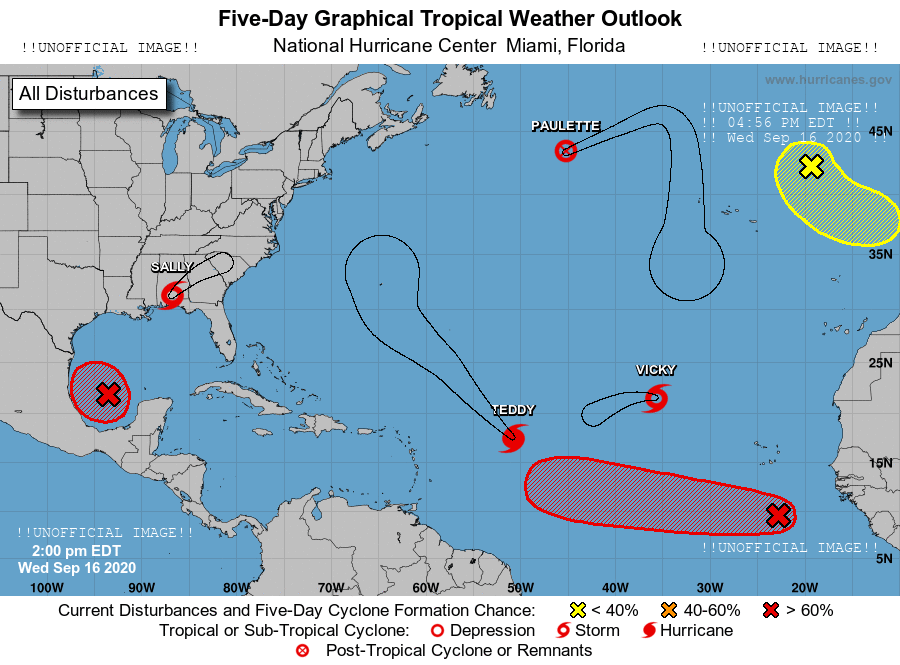 Five-Day Graphical Tropical Weather Outlook
!!UNOFFICIAL IMAGE!! National Hurricane Center Miami, Florida !!UNOFFICIAL IMAGE!!
www.hurricanes.gov
All Disturbances
!!UNOFFICIAL IMAGE!!
!! 04:56 PM EDT !!
!! Wed Sep 16 2020 !!
PAULETTE
45N
35N
SALLY
25N
VICKY
TEDDY
15N
!!UNOFFICIAL IMAGE!!
2:00 pm EDT
Wed Sep 16 2020
!!UNOFFICIAL IMAGE!!
5N
100W 90W 80W 70W 60W 50W 40W 30W 20W
Current Disturbances and Five-Day Cyclone Formation Chance: < 40% 40-60% > 60%
Tropical or Sub-Tropical Cyclone: Depression Storm Hurricane
Post-Tropical Cyclone or Remnants